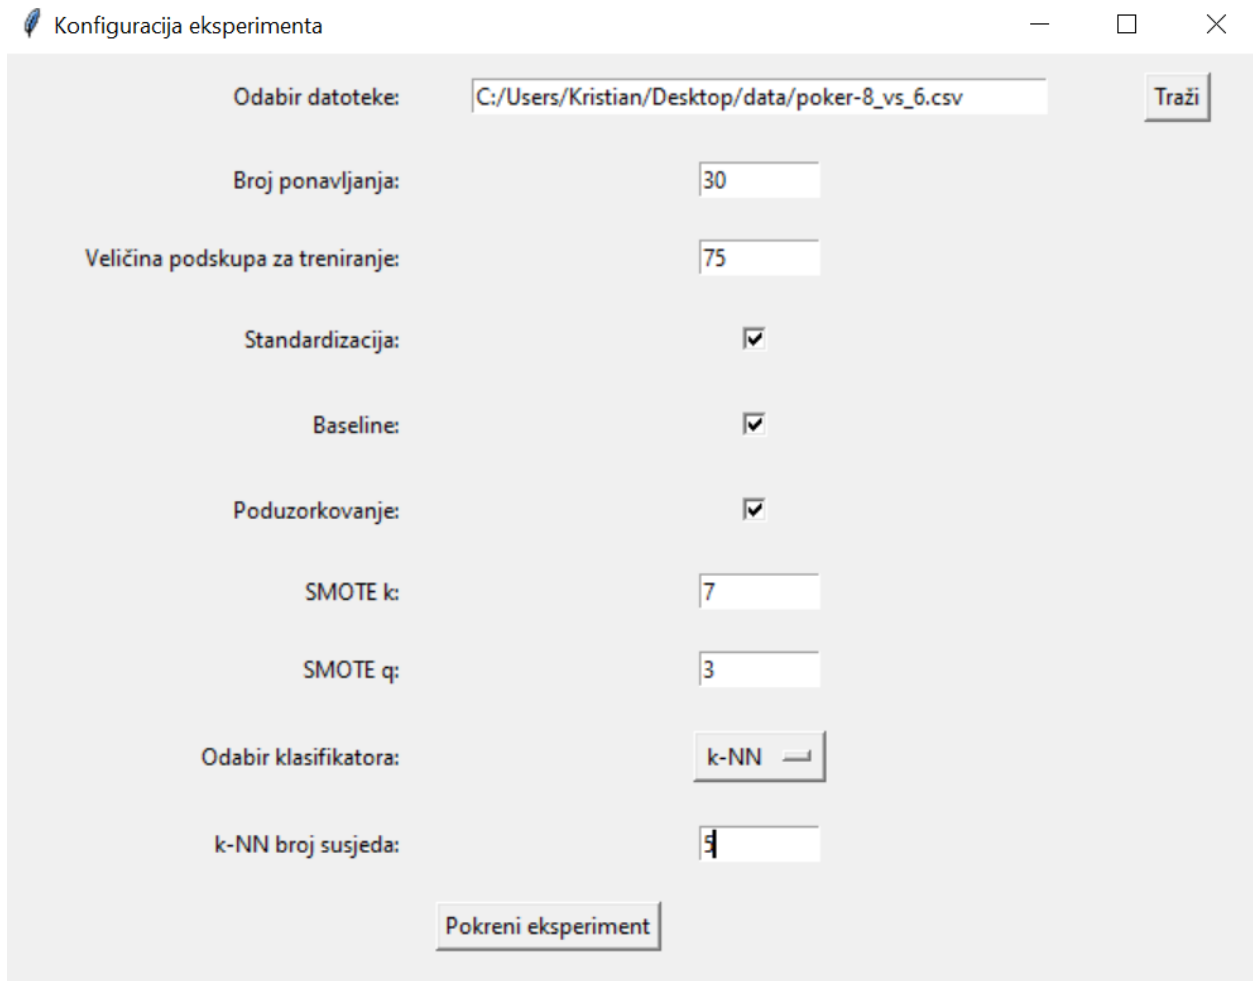 Konfiguracija eksperimenta
Odabir datoteke: C:/Users/Kristian/Desktop/data/poker-8_vs_6.csv Traži
Broj ponavljanja: 30
Veličina podskupa za treniranje: 75
Standardizacija:
Baseline:
Poduzorkovanje:
SMOTE k: 7
SMOTE q: 3
Odabir klasifikatora: k-NN
k-NN broj susjeda: 5
Pokreni eksperiment